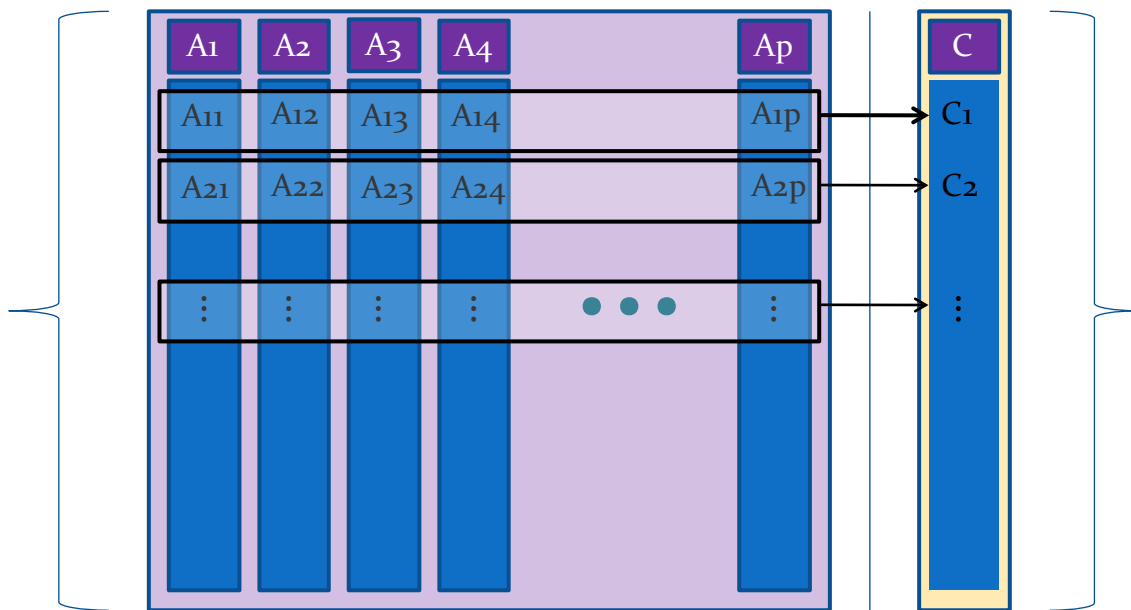 A1 A2 A3 A4 Ap C
A11 A12 A13 A14 A1p C1
A21 A22 A23 A24 A2p C2
⋮ ⋮ ⋮ ⋮ ● ● ● ⋮ ⋮